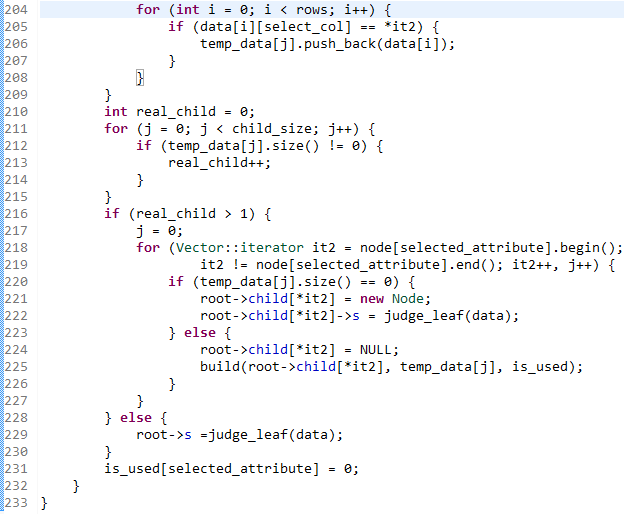 204             for (int i = 0; i < rows; i++) {
205                 if (data[i][select_col] == *it2) {
206                     temp_data[j].push_back(data[i]);
207                 }
208             }
209         }
210         int real_child = 0;
211         for (j = 0; j < child_size; j++) {
212             if (temp_data[j].size() != 0) {
213                 real_child++;
214             }
215         }
216         if (real_child > 1) {
217             j = 0;
218             for (Vector::iterator it2 = node[selected_attribute].begin();
219                     it2 != node[selected_attribute].end(); it2++, j++) {
220                 if (temp_data[j].size() == 0) {
221                     root->child[*it2] = new Node;
222                     root->child[*it2]->s = judge_leaf(data);
223                 } else {
224                     root->child[*it2] = NULL;
225                     build(root->child[*it2], temp_data[j], is_used);
226                 }
227             }
228         } else {
229             root->s =judge_leaf(data);
230         }
231         is_used[selected_attribute] = 0;
232     }
233 }